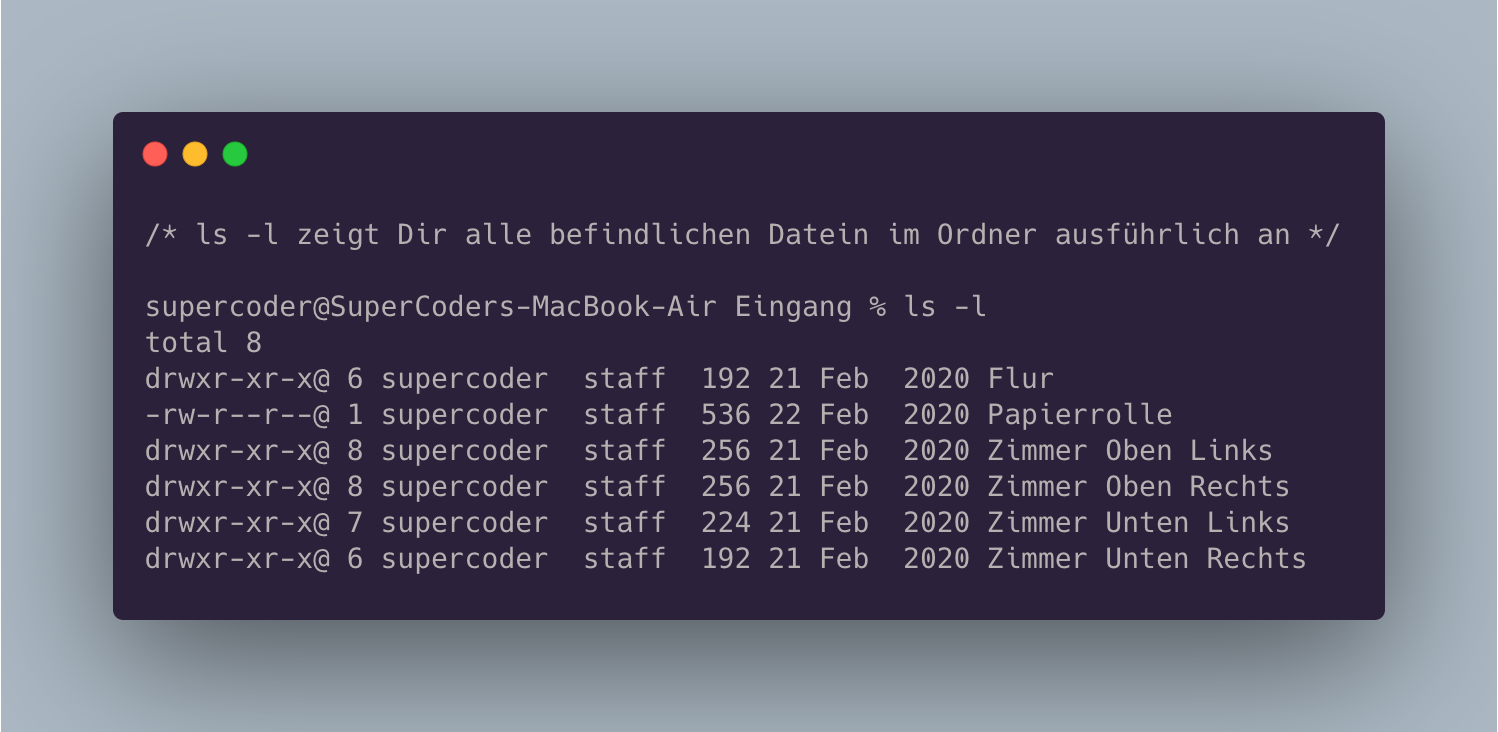 /* ls -l zeigt Dir alle befindlichen Datein im Ordner ausführlich an */
supercoder@SuperCoders-MacBook-Air Eingang % ls -l
total 8
drwxr-xr-x@ 6 supercoder  staff  192 21 Feb  2020 Flur
-rw-r--r--@ 1 supercoder  staff  536 22 Feb  2020 Papierrolle
drwxr-xr-x@ 8 supercoder  staff  256 21 Feb  2020 Zimmer Oben Links
drwxr-xr-x@ 8 supercoder  staff  256 21 Feb  2020 Zimmer Oben Rechts
drwxr-xr-x@ 7 supercoder  staff  224 21 Feb  2020 Zimmer Unten Links
drwxr-xr-x@ 6 supercoder  staff  192 21 Feb  2020 Zimmer Unten Rechts